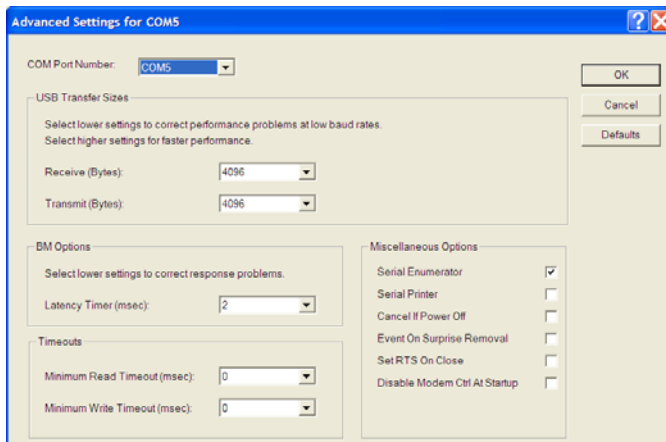 Advanced Settings for COM5
COM Port Number: COM5
OK
Cancel
Defaults
USB Transfer Sizes
Select lower settings to correct performance problems at low baud rates.
Select higher settings for faster performance.
Receive (Bytes): 4096
Transmit (Bytes): 4096
BM Options
Select lower settings to correct response problems.
Latency Timer (msec): 2
Timeouts
Minimum Read Timeout (msec): 0
Minimum Write Timeout (msec): 0
Miscellaneous Options
Serial Enumerator
Serial Printer
Cancel If Power Off
Event On Surprise Removal
Set RTS On Close
Disable Modem Ctrl At Startup